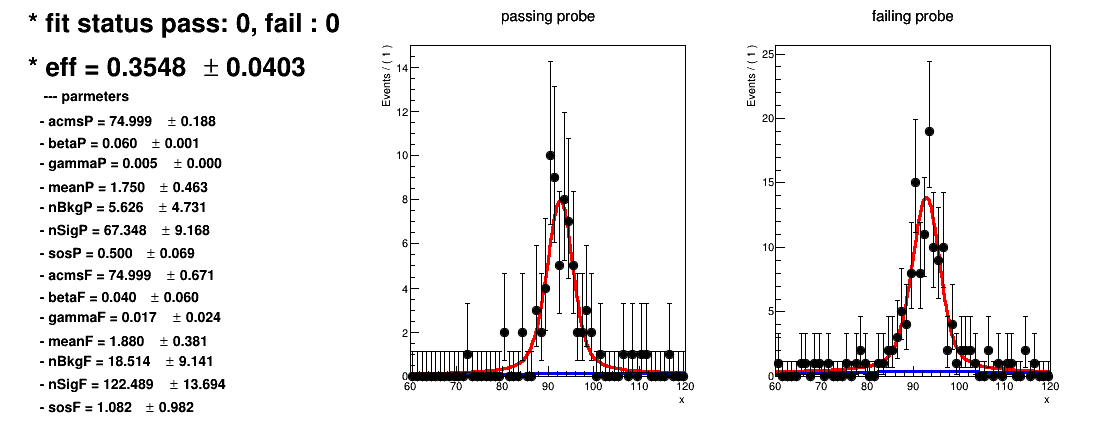 * fit status pass: 0, fail : 0
* eff = 0.3548 ± 0.0403
--- parmeters
- acmsP = 74.999 ± 0.188
- betaP = 0.060 ± 0.001
- gammaP = 0.005 ± 0.000
- meanP = 1.750 ± 0.463
- nBkgP = 5.626 ± 4.731
- nSigP = 67.348 ± 9.168
- sosP = 0.500 ± 0.069
- acmsF = 74.999 ± 0.671
- betaF = 0.040 ± 0.060
- gammaF = 0.017 ± 0.024
- meanF = 1.880 ± 0.381
- nBkgF = 18.514 ± 9.141
- nSigF = 122.489 ± 13.694
- sosF = 1.082 ± 0.982
passing probe
Events / ( 1 )
14
12
10
8
6
4
2
0
60 70 80 90 100 110 120
x
failing probe
Events / ( 1 )
25
20
15
10
5
0
60 70 80 90 100 110 120
x